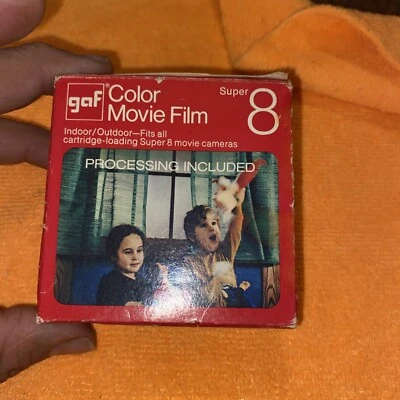 gaf®
Color
Movie Film
Super
8
Indoor/Outdoor—Fits all
cartridge-loading Super 8 movie cameras
PROCESSING INCLUDED